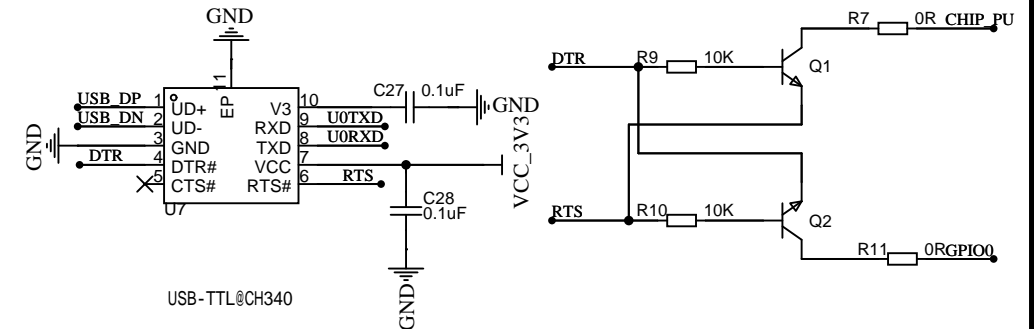 GND
11
EP
USB_DP 1 UD+
USB_DN 2 UD-
GND 3 GND
DTR 4 DTR#
5 CTS#
U7
V3 10
RXD 9 U0TXD
TXD 8 U0RXD
VCC 7
RTS# 6 RTS
C27 0.1uF
GND
VCC_3V3
C28
0.1uF
GND
USB-TTL@CH340
R7 0R CHIP_PU
DTR R9 10K Q1
RTS R10 10K Q2
R11 0R GPIO0